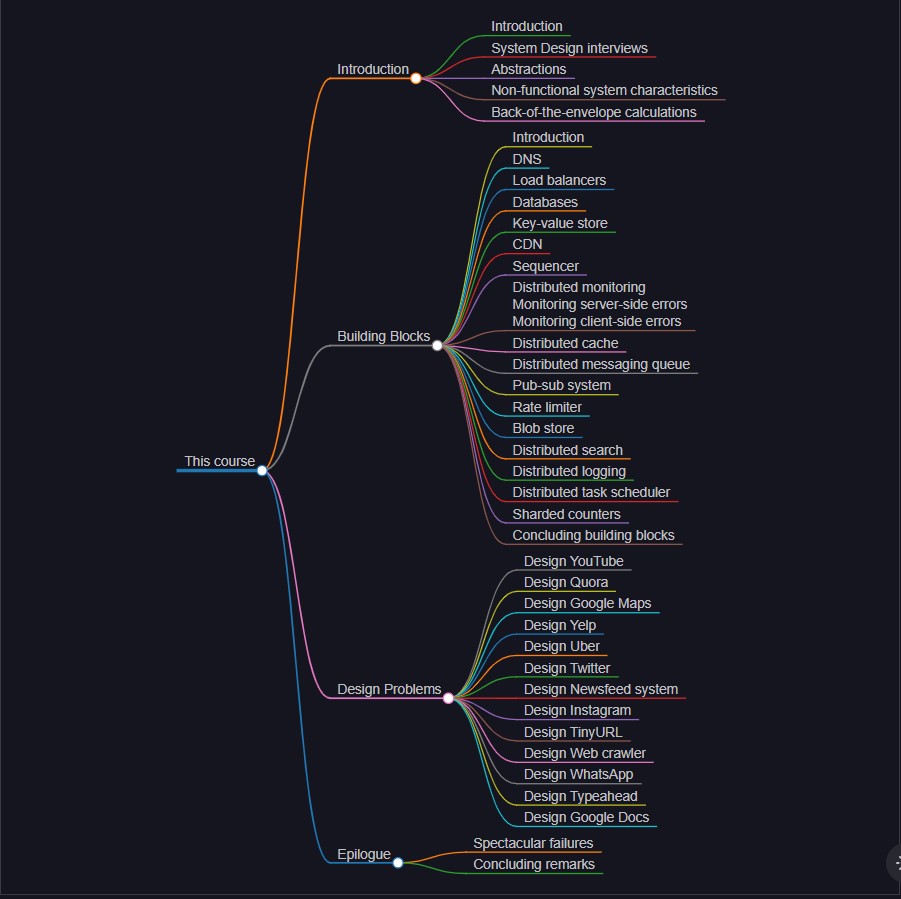 Introduction
System Design interviews
Introduction
Abstractions
Non-functional system characteristics
Back-of-the-envelope calculations
Introduction
DNS
Load balancers
Databases
Key-value store
CDN
Sequencer
Distributed monitoring
Monitoring server-side errors
Monitoring client-side errors
Building Blocks
Distributed cache
Distributed messaging queue
Pub-sub system
Rate limiter
Blob store
Distributed search
This course
Distributed logging
Distributed task scheduler
Sharded counters
Concluding building blocks
Design YouTube
Design Quora
Design Google Maps
Design Yelp
Design Uber
Design Twitter
Design Problems
Design Newsfeed system
Design Instagram
Design TinyURL
Design Web crawler
Design WhatsApp
Design Typeahead
Design Google Docs
Spectacular failures
Epilogue
Concluding remarks